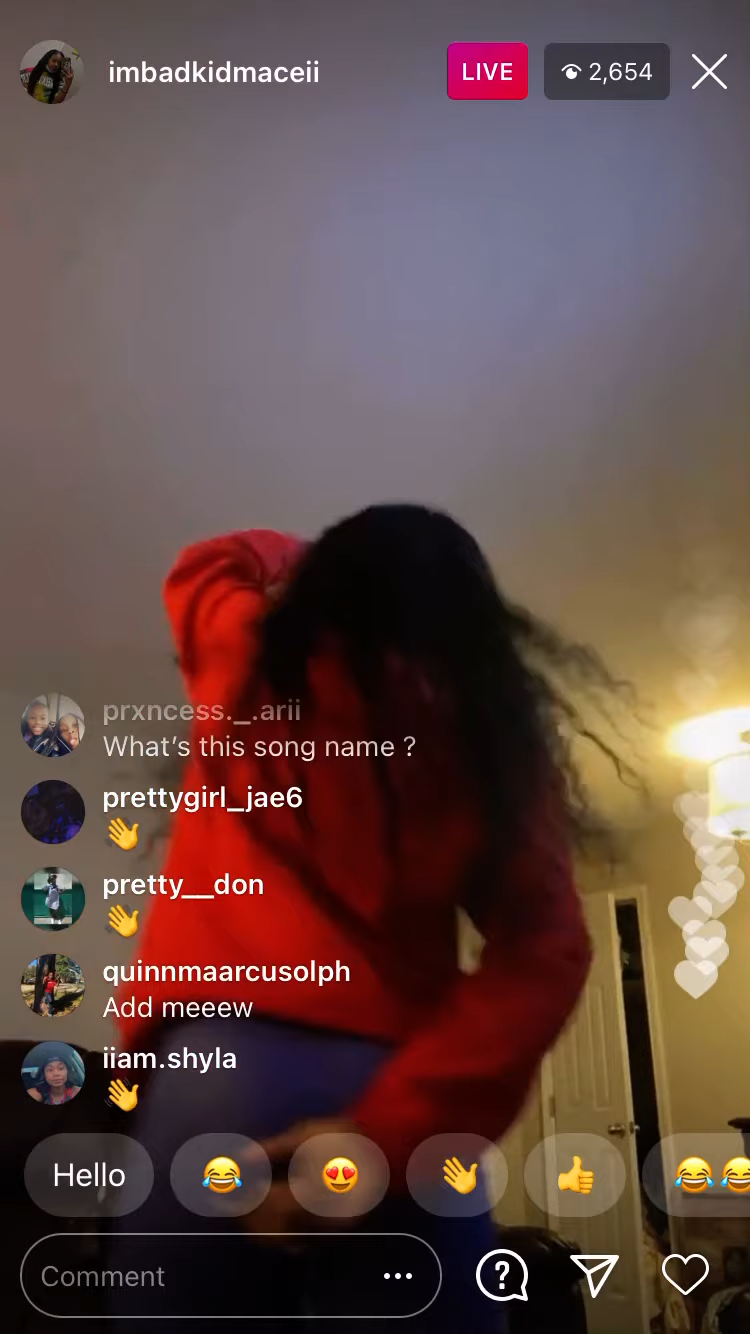 imbadkidmaceii
LIVE
2,654
prxncess._.arii
What's this song name ?
prettygirl_jae6
👋
pretty__don
👋
quinnmaarcusolph
Add meeew
iiam.shyla
👋
Hello 😂 😍 👋 👍 😂😂
Comment